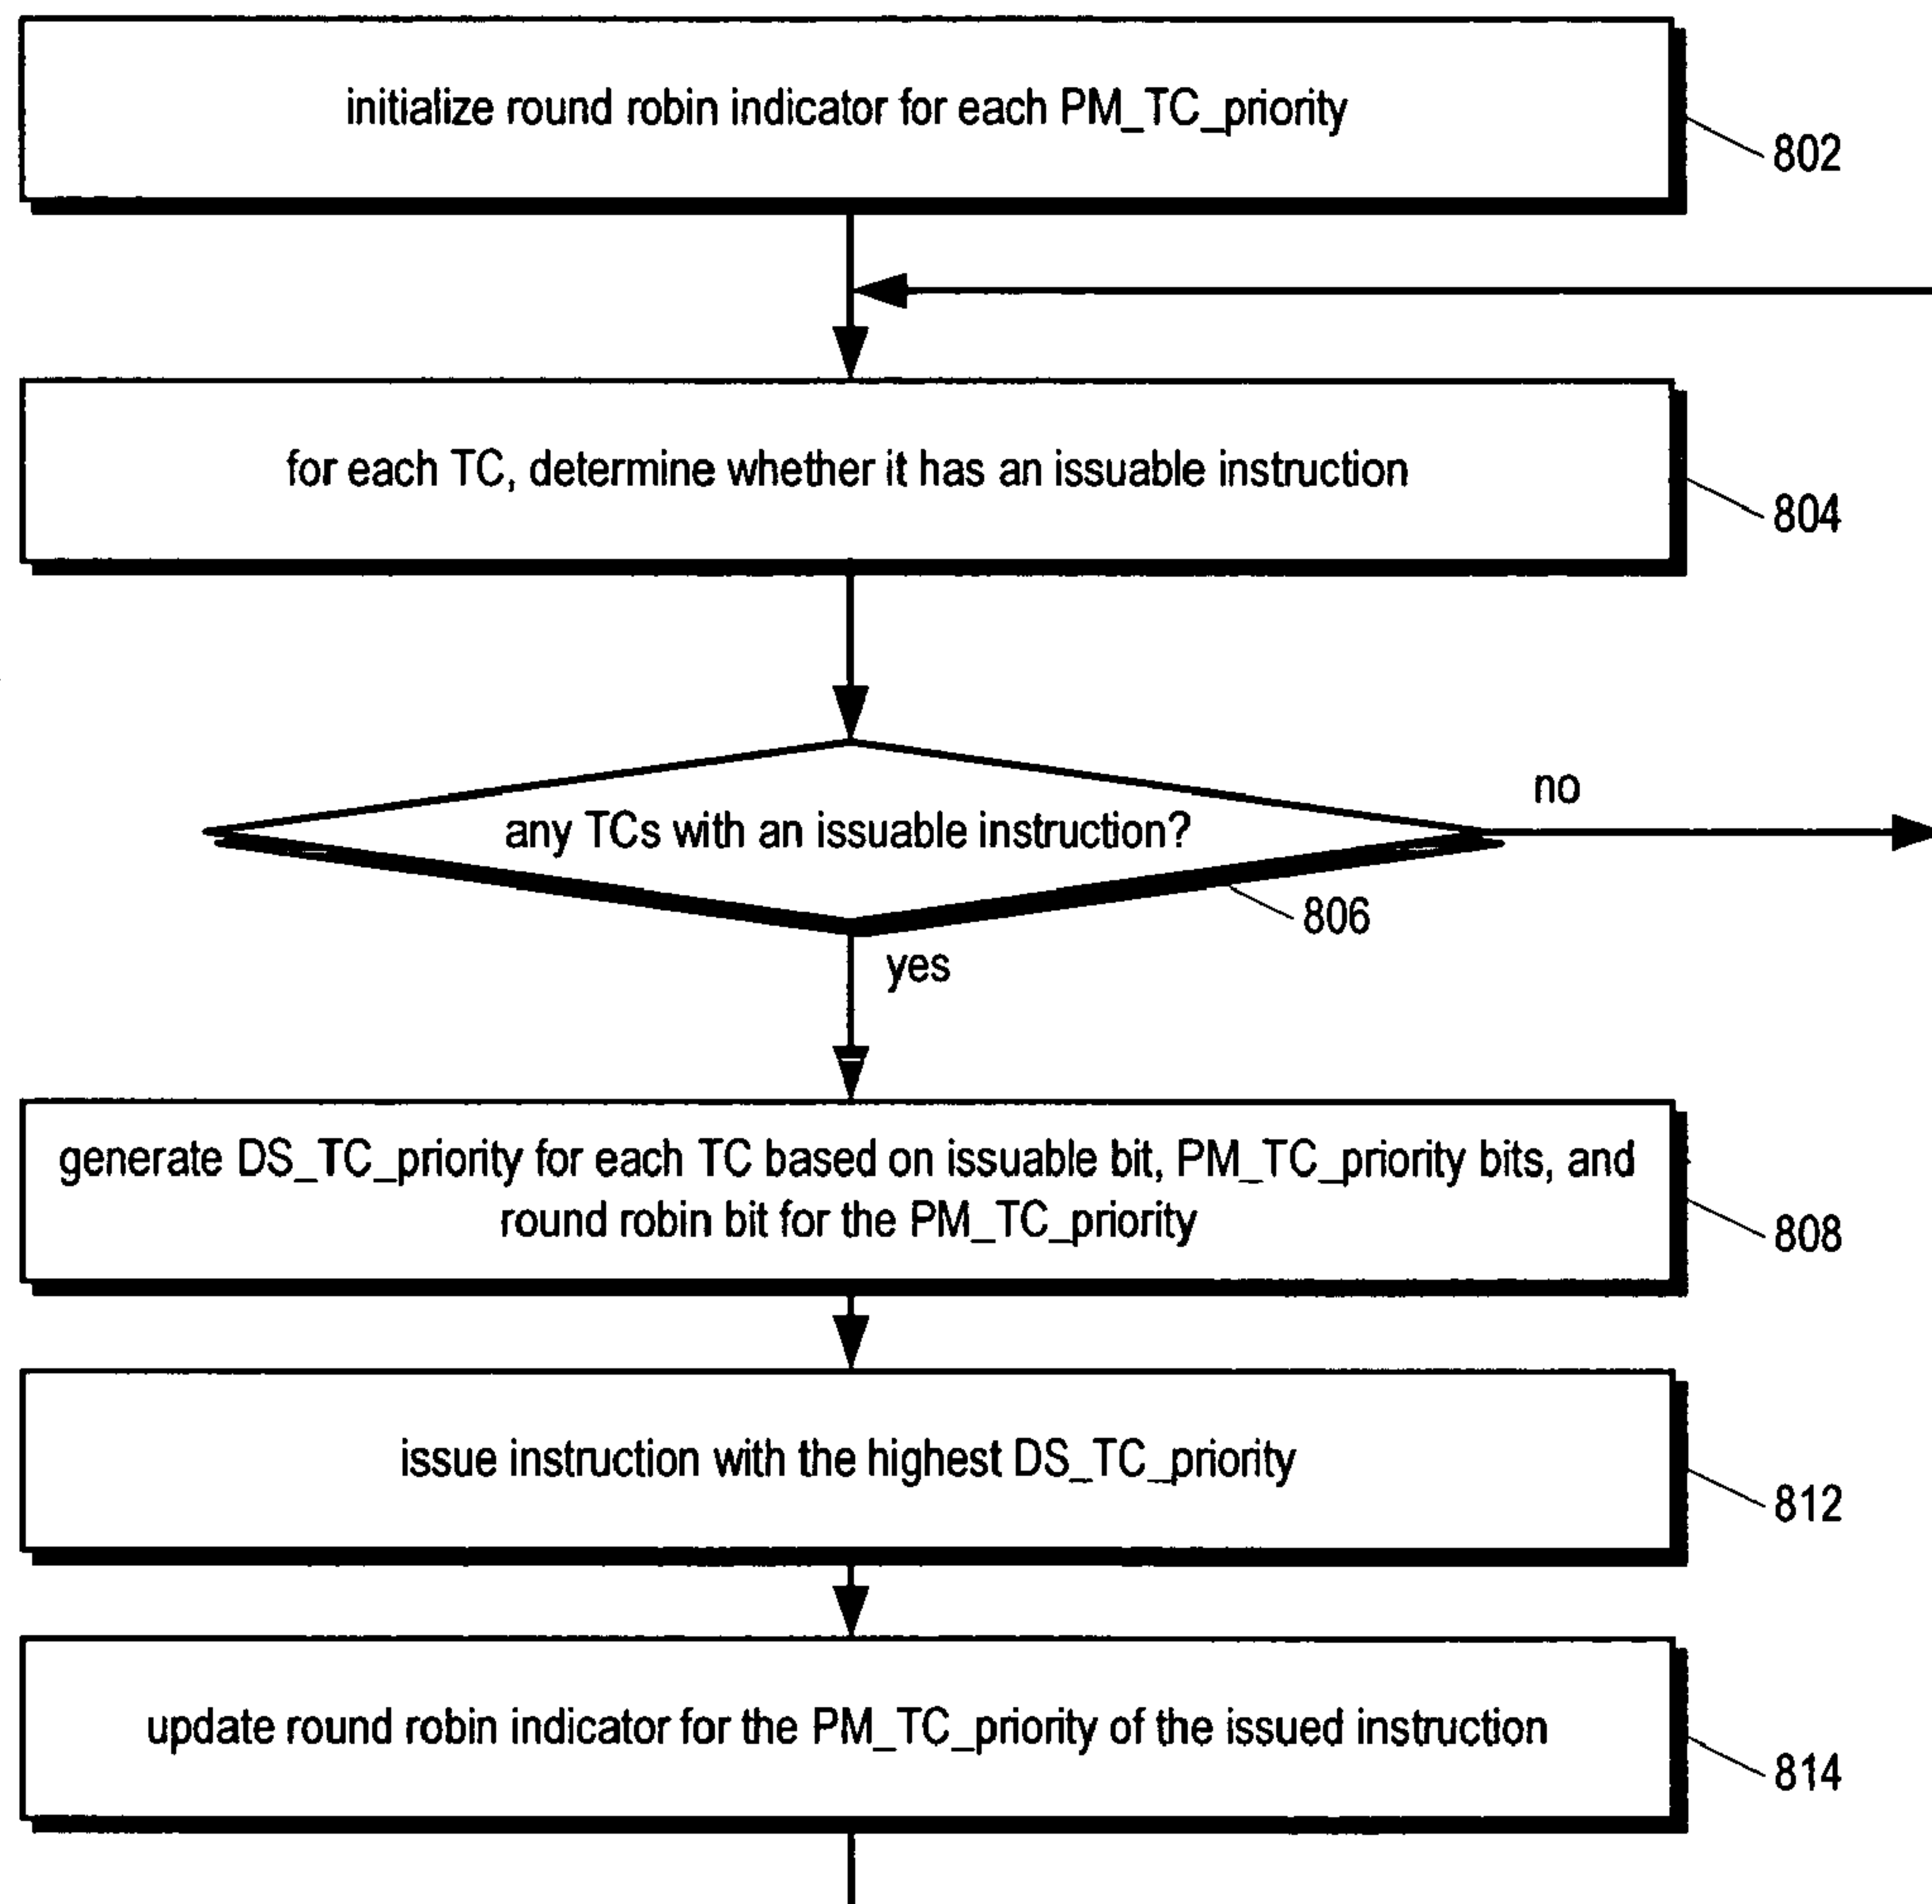 initialize round robin indicator for each PM_TC_priority
802
for each TC, determine whether it has an issuable instruction
804
no
any TCs with an issuable instruction?
806
yes
generate DS_TC_priority for each TC based on issuable bit, PM_TC_priority bits, and
round robin bit for the PM_TC_priority
808
issue instruction with the highest DS_TC_priority
812
update round robin indicator for the PM_TC_priority of the issued instruction
814